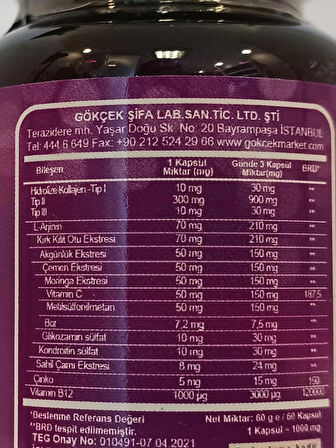 GÖKÇEK ŞİFA LAB.SAN.TİC. LTD. ŞTİ
Terazidere mh. Yaşar Doğu Sk No: 20 Bayrampaşa İSTANBUL
Tel: 444 6 649 Fax: +90 212 524 29 66 www.gokcekmarket.com
Bileşen 1 Kapsül Miktar (mg) Günde 3 Kapsül Miktar(mg) BRD*
Hidrolize Kollajen -Tip I 10 mg 30 mg **
Tip II 300 mg 900 mg **
Tip III 10 mg 30 mg **
L-Arjinin 70 mg 210 mg **
Kırk Kilit Otu Ekstresi 70 mg 210 mg **
Akgünlük Ekstresi 50 mg 150 mg **
Çemen Ekstresi 50 mg 150 mg **
Moringa Ekstresi 50 mg 150 mg **
Vitamin C 50 mg 150 mg 187,5
Metilsülfonilmetan 50 mg 150 mg **
Bor 7,2 mg 7,5 mg **
Glikozamin sülfat 10 mg 30 mg **
Kondroitin sülfat 10 mg 30 mg **
Sahil Çamı Ekstresi 8 mg 24 mg **
Çinko 5 mg 15 mg 150
Vitamin B12 1000 µg 3000 µg 120000
*Beslenme Referans Değeri Net Miktar: 60 g e / 60 Kapsül
**BRD tespit edilmemiştir. 1 Kapsül = 1000 mg
TEG Onay No: 010491-07.04.2021